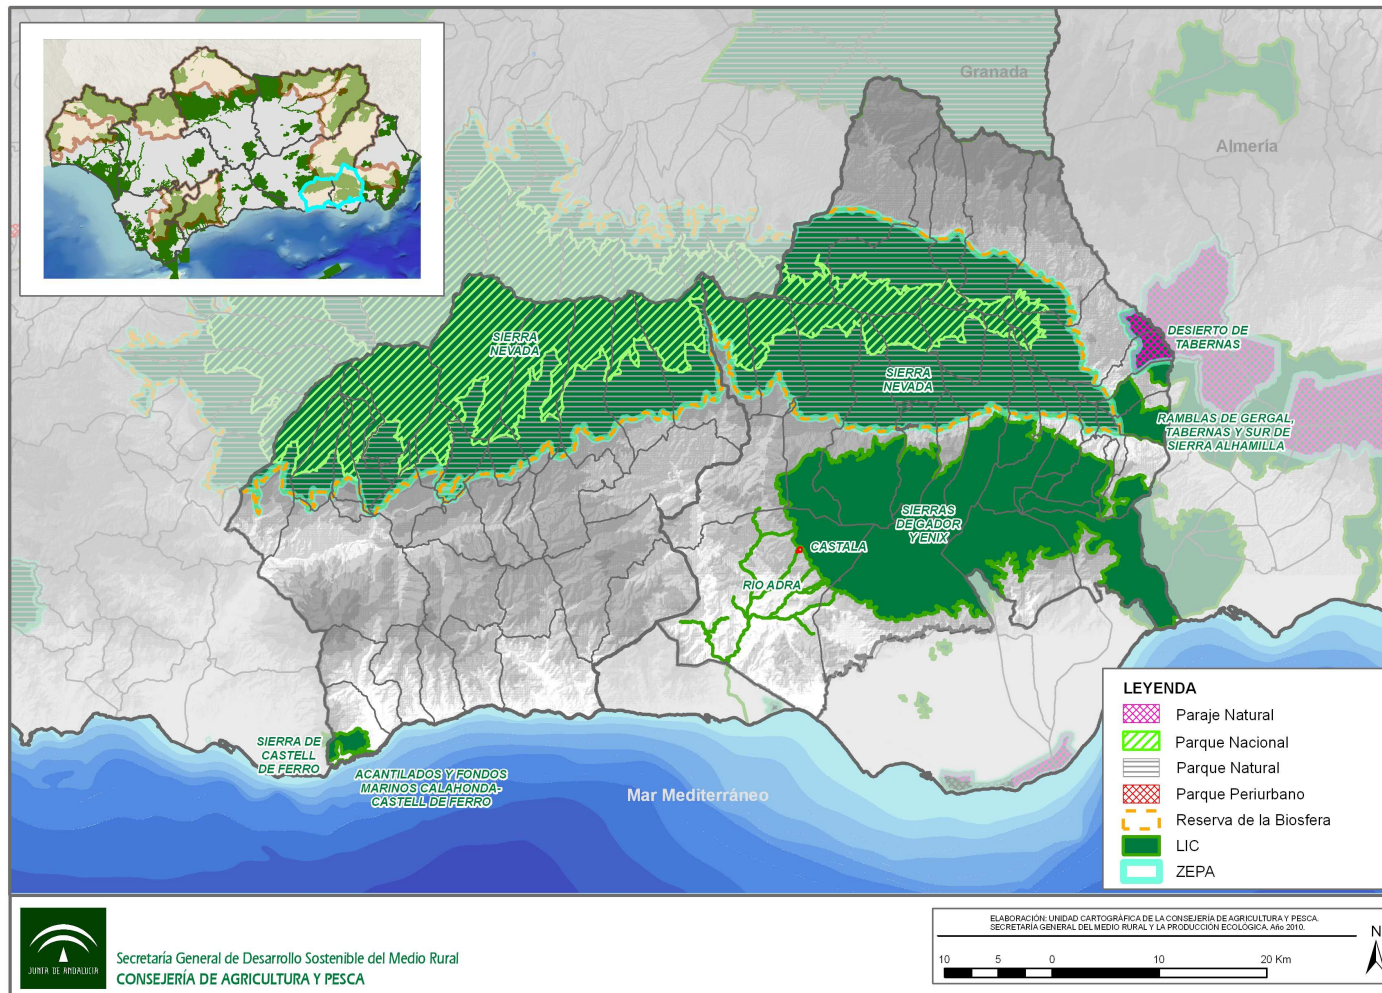 Granada
Almería
SIERRA
NEVADA
SIERRA
NEVADA
DESIERTO DE
TABERNAS
RAMBLAS DE GERGAL,
TABERNAS Y SUR DE
SIERRA ALHAMILLA
SIERRAS
DE GADOR
Y ENIX
CASTALA
RIO ADRA
SIERRA DE
CASTELL
DE FERRO
ACANTILADOS Y FONDOS
MARINOS CALAHONDA-
CASTELL DE FERRO
Mar Mediterráneo
LEYENDA
Paraje Natural
Parque Nacional
Parque Natural
Parque Periurbano
Reserva de la Biosfera
LIC
ZEPA
JUNTA DE ANDALUCIA
Secretaría General de Desarrollo Sostenible del Medio Rural
CONSEJERÍA DE AGRICULTURA Y PESCA
ELABORACIÓN: UNIDAD CARTOGRÁFICA DE LA CONSEJERÍA DE AGRICULTURA Y PESCA.
SECRETARÍA GENERAL DEL MEDIO RURAL Y LA PRODUCCIÓN ECOLÓGICA. Año 2010.
10 5 0 10 20 Km
N